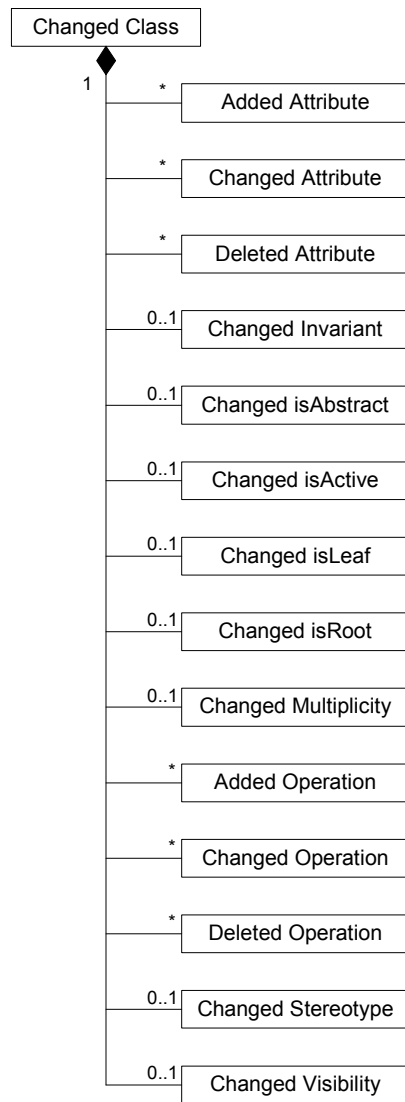 Changed Class
1
*
Added Attribute
*
Changed Attribute
*
Deleted Attribute
0..1
Changed Invariant
0..1
Changed isAbstract
0..1
Changed isActive
0..1
Changed isLeaf
0..1
Changed isRoot
0..1
Changed Multiplicity
*
Added Operation
*
Changed Operation
*
Deleted Operation
0..1
Changed Stereotype
0..1
Changed Visibility